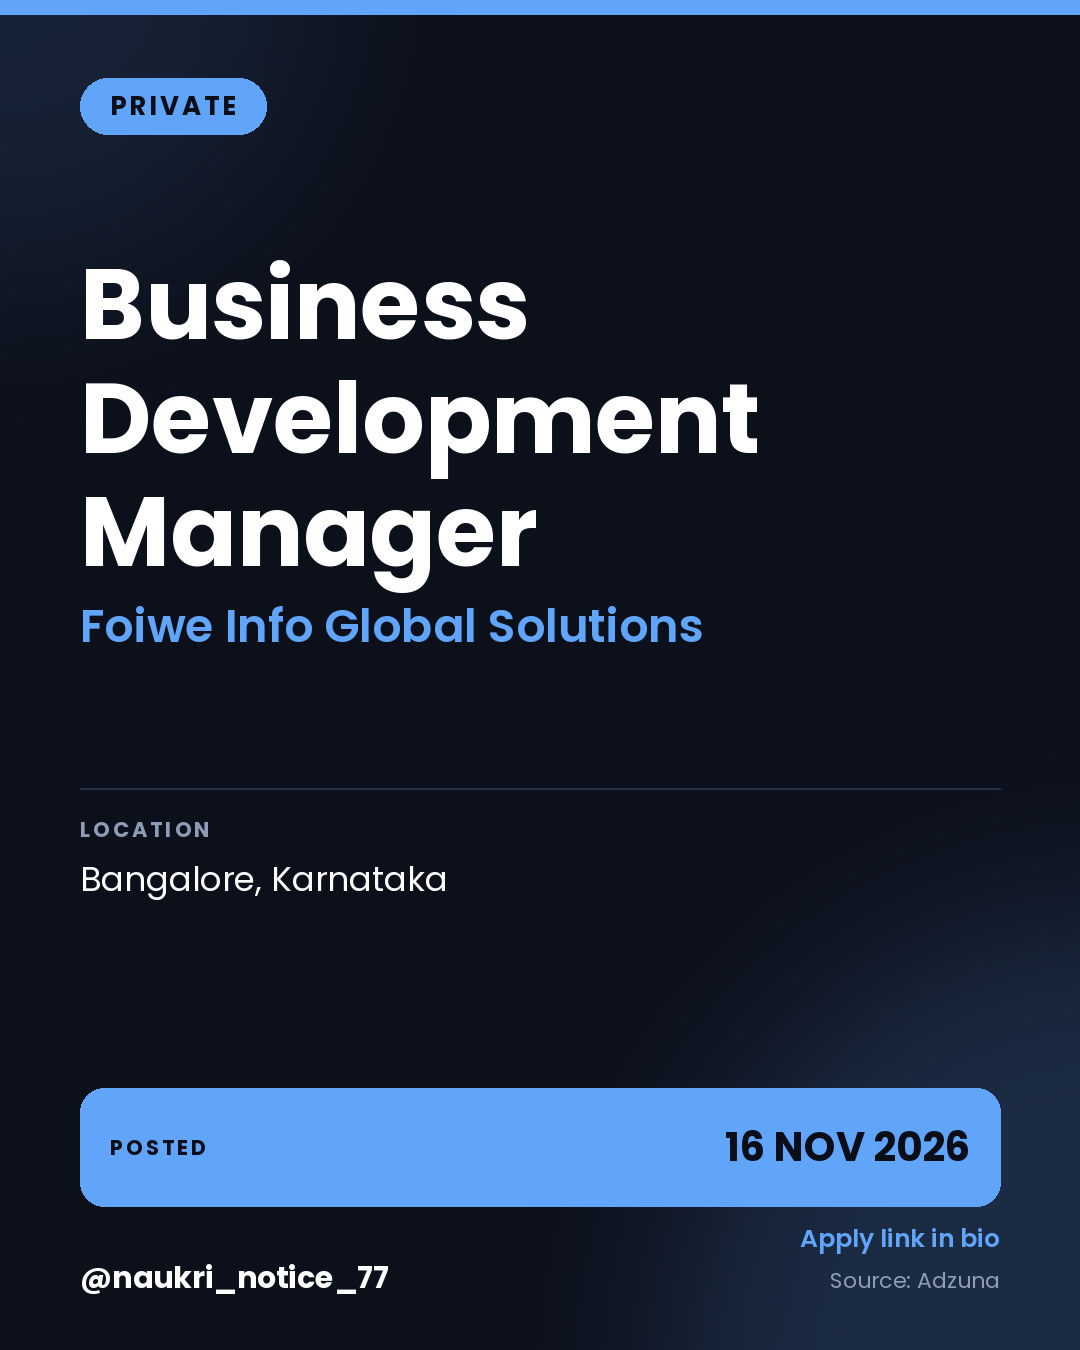 PRIVATE
Business
Development
Manager
Foiwe Info Global Solutions
LOCATION
Bangalore, Karnataka
POSTED
16 NOV 2026
Apply link in bio
@naukri_notice_77
Source: Adzuna